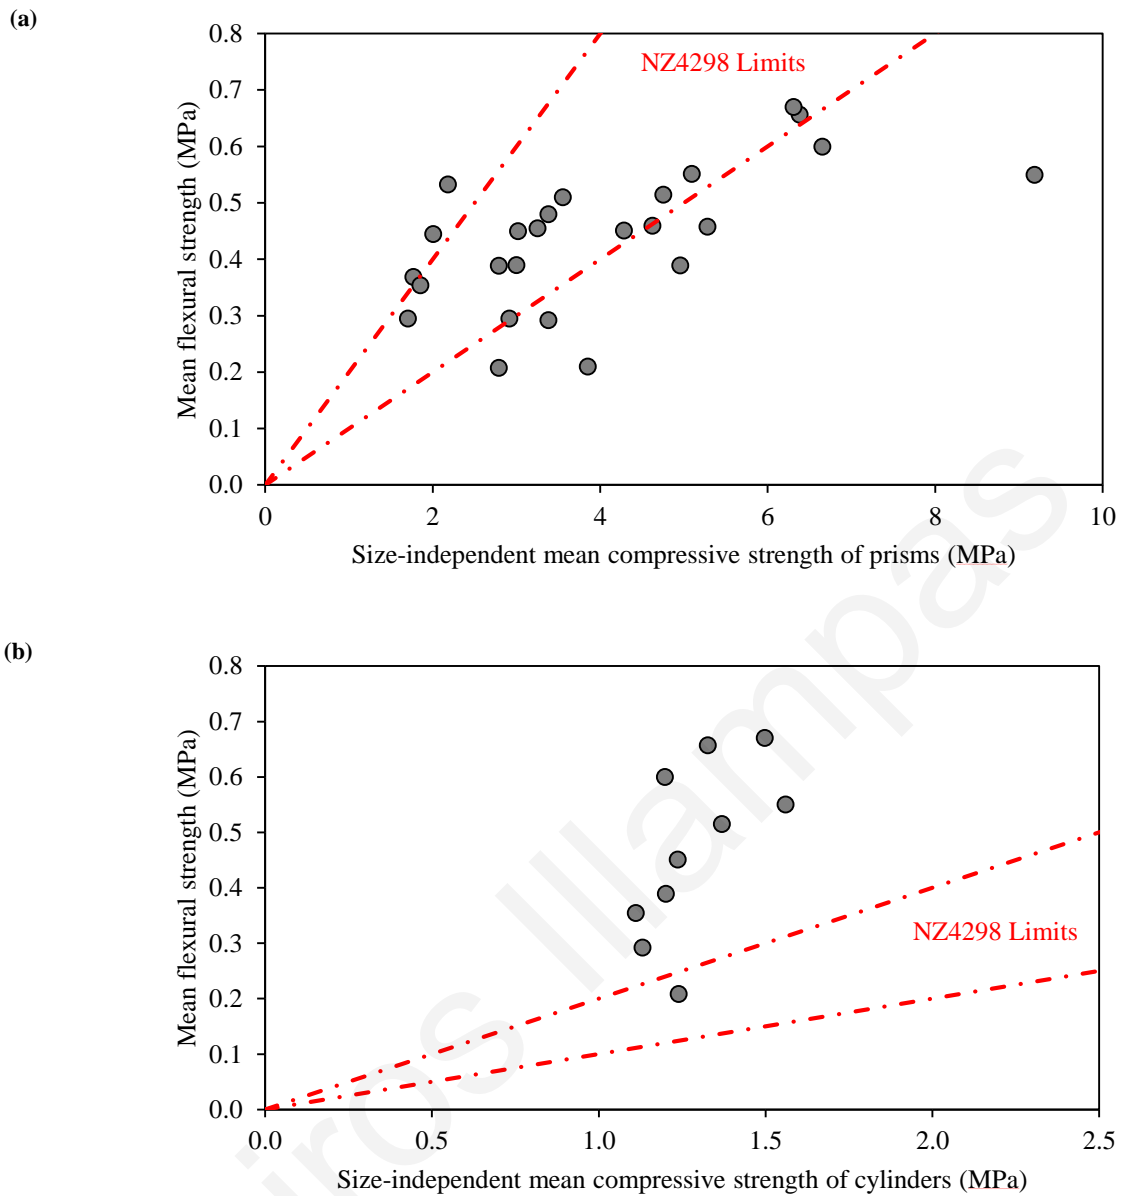 (a)
0.8
0.7
0.6
0.5
0.4
0.3
0.2
0.1
0.0
Mean flexural strength (MPa)
NZ4298 Limits
0 2 4 6 8 10
Size-independent mean compressive strength of prisms (MPa)
(b)
0.8
0.7
0.6
0.5
0.4
0.3
0.2
0.1
0.0
Mean flexural strength (MPa)
NZ4298 Limits
0.0 0.5 1.0 1.5 2.0 2.5
Size-independent mean compressive strength of cylinders (MPa)
iros Illampas